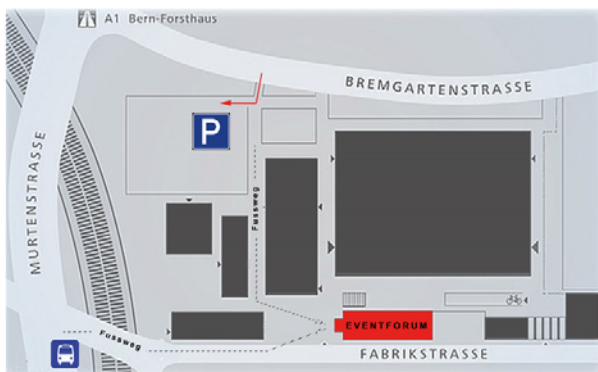 A1 Bern-Forsthaus
BREMGARTENSTRASSE
P
MURTENSTRASSE
Fussweg
EVENTFORUM
Fussweg
FABRIKSTRASSE